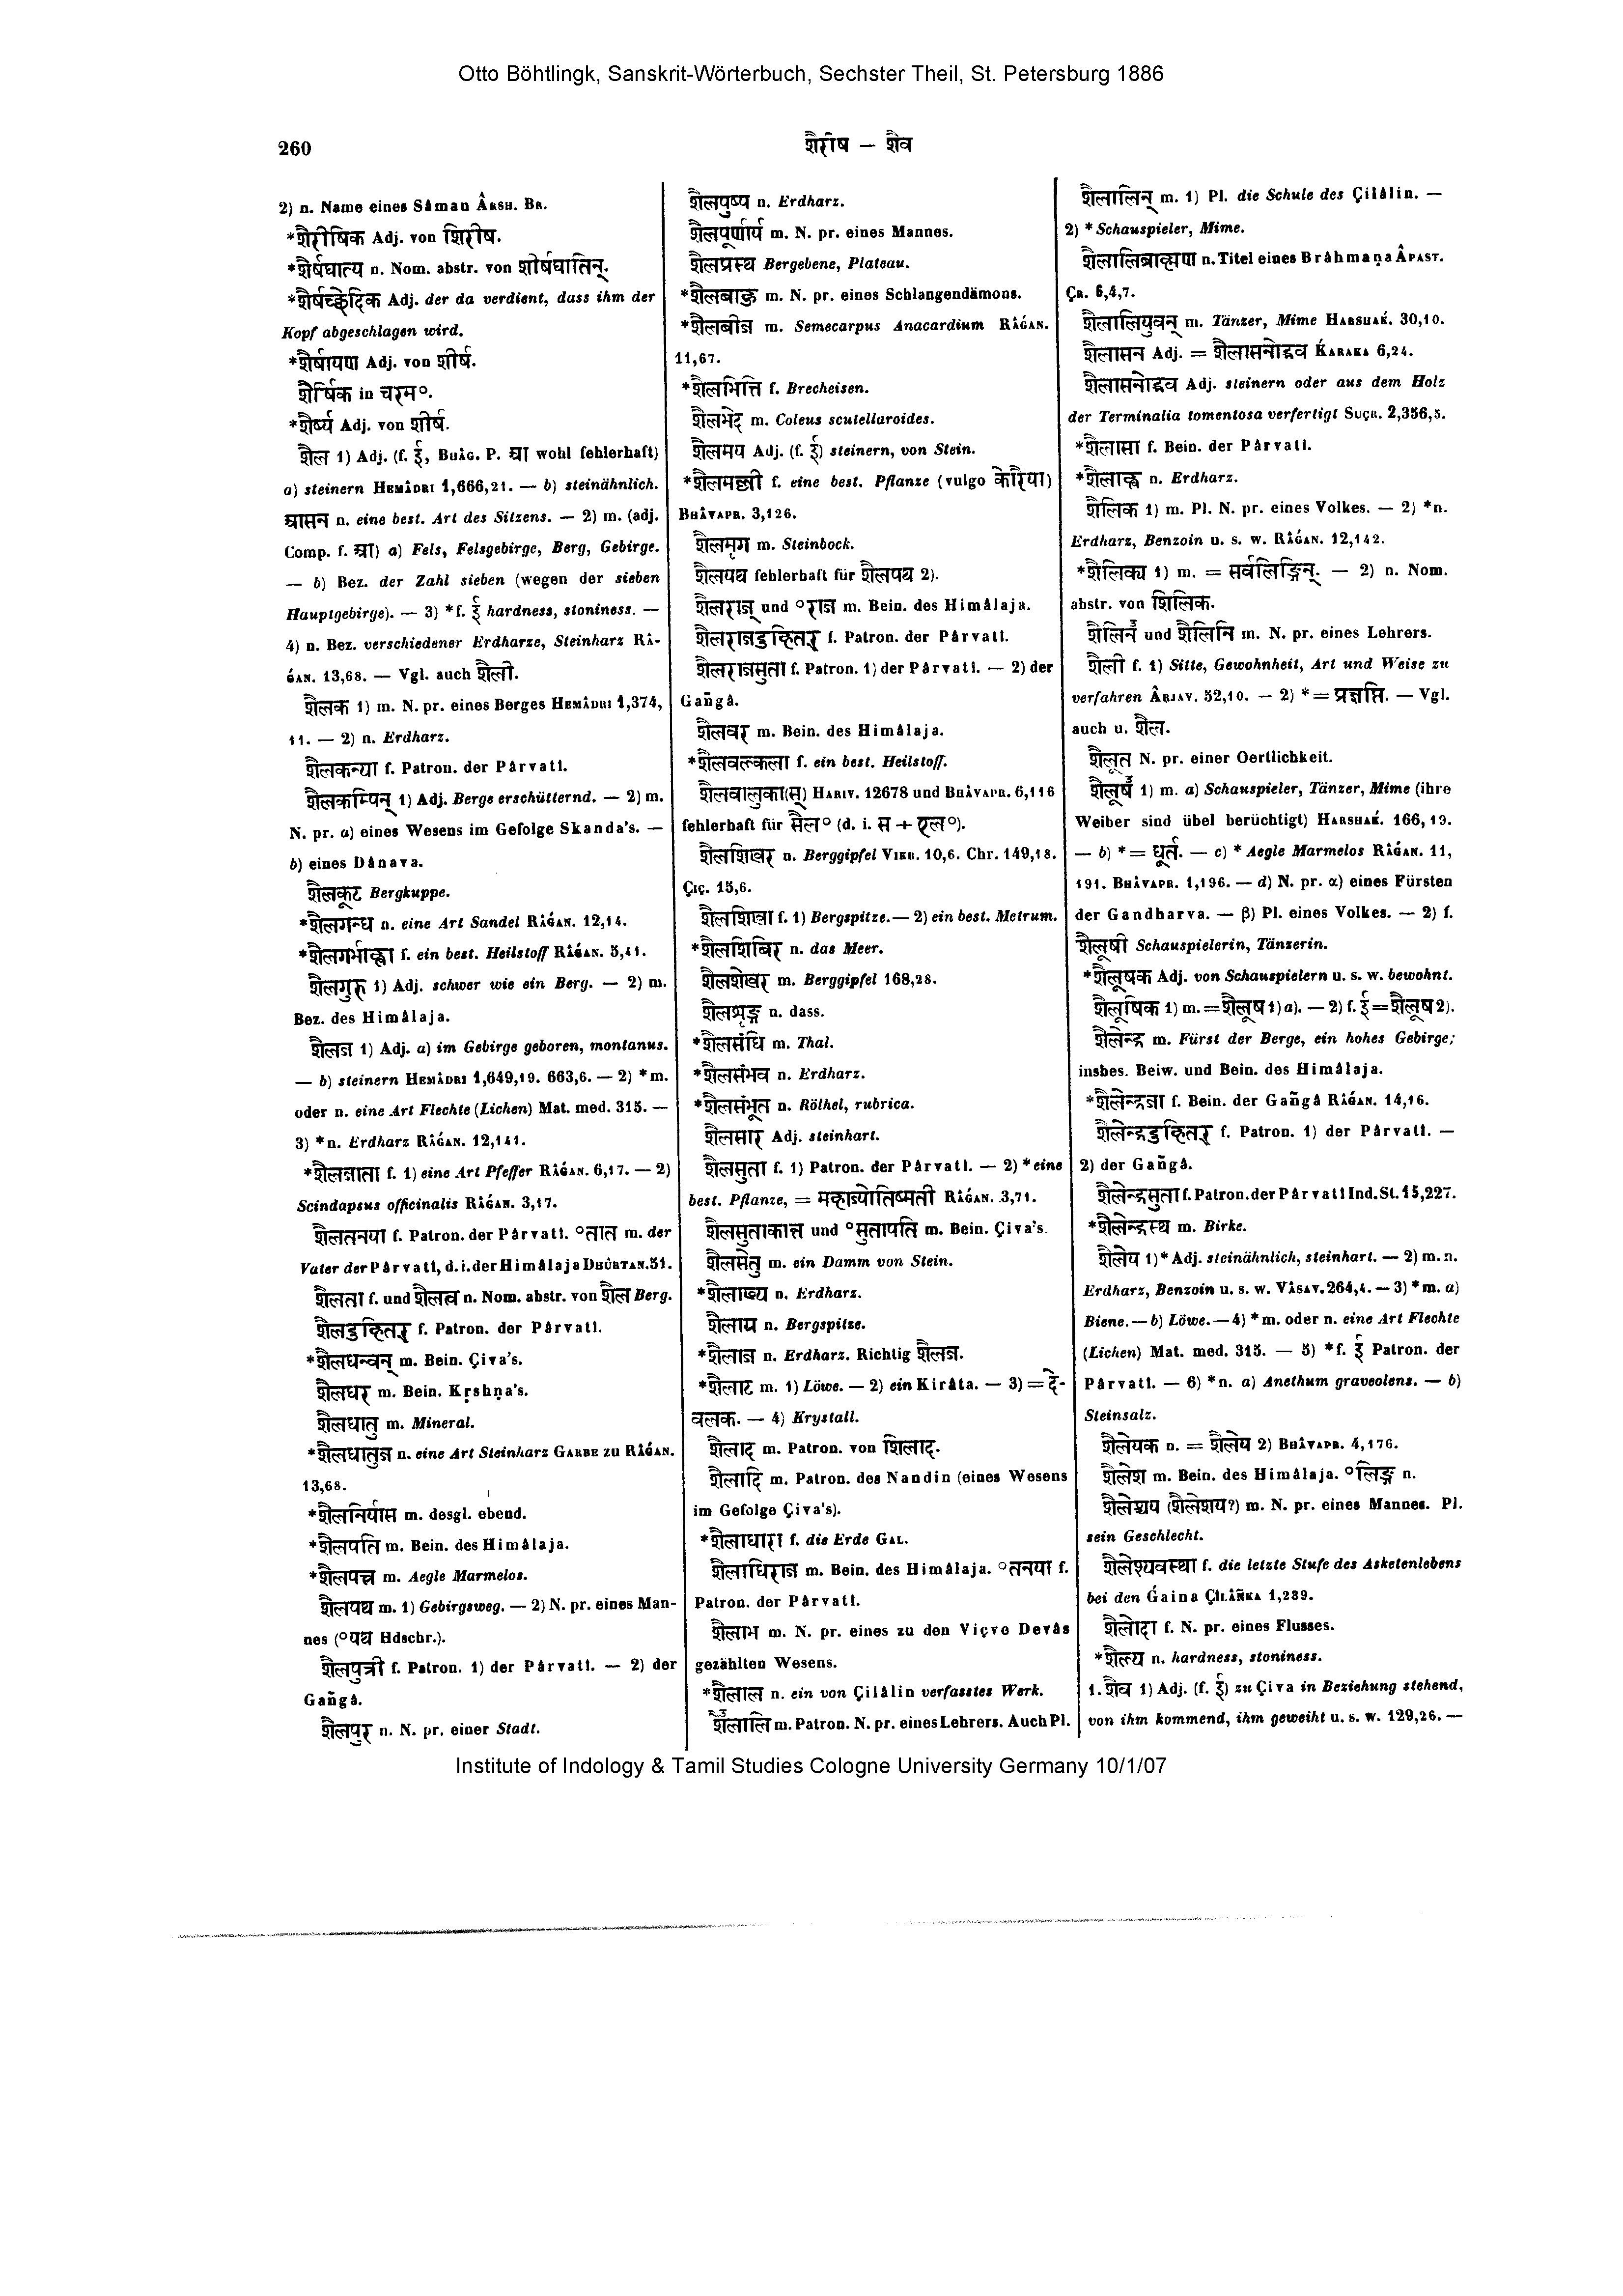 Otto Böhtlingk, Sanskrit-Wörterbuch, Sechster Theil, St. Petersburg 1886
260
शैरीष — शैव
2) n. Name eines Sâman ÂRSH. BR.
*शैरीषिक Adj. von शिरीष.
*शैर्षघात्य n. Nom. abstr. von शीर्षघातिन्.
*शैर्षच्छेदिक Adj. der da verdient, dass ihm der
Kopf abgeschlagen wird.
*शैर्षायण Adj. von शीर्ष.
शैर्षिक in चरम°.
*शैर्ष्य Adj. von शीर्ष.
शैल 1) Adj. (f. ई, BHÂG. P. आ wohl fehlerhaft)
a) steinern HEMÂDRI 1,666,21. — b) steinähnlich.
आसन n. eine best. Art des Sitzens. — 2) m. (adj.
Comp. f. आ) a) Fels, Felsgebirge, Berg, Gebirge.
— b) Bez. der Zahl sieben (wegen der sieben
Hauptgebirge). — 3) *f. ई hardness, stoniness. —
4) n. Bez. verschiedener Erdharze, Steinharz RÂ-
ǴAN. 13,68. — Vgl. auch शैली.
शैलक 1) m. N. pr. eines Berges HEMÂDRI 1,374,
11. — 2) n. Erdharz.
शैलकन्या f. Patron. der Pârvatî.
शैलकम्पिन् 1) Adj. Berge erschütternd. — 2) m.
N. pr. a) eines Wesens im Gefolge Skanda's. —
b) eines Dânava.
शैलकूट Bergkuppe.
*शैलगन्ध n. eine Art Sandel RÂǴAN. 12,14.
*शैलगर्भाह्वा f. ein best. Heilstoff RÂǴAN. 5,41.
शैलगुरु 1) Adj. schwer wie ein Berg. — 2) m.
Bez. des Himâlaja.
शैलज 1) Adj. a) im Gebirge geboren, montanus.
— b) steinern HEMÂDRI 1,649,19. 663,6. — 2) *m.
oder n. eine Art Flechte (Lichen) Mat. med. 315. —
3) *n. Erdharz RÂǴAN. 12,141.
*शैलजाता f. 1) eine Art Pfeffer RÂǴAN. 6,17. — 2)
Scindapsus officinalis RÂǴAN. 3,17.
शैलतनया f. Patron. der Pârvatî. °तात m. der
Vater der Pârvatî, d. i. der Himâlaja DHÛRTAN. 51.
शैलता f. und शैलत्व n. Nom. abstr. von शैल Berg.
शैलदुहितर् f. Patron. der Pârvatî.
*शैलधन्वन् m. Bein. Çiva's.
शैलधर m. Bein. Kṛshṇa's.
शैलधातु m. Mineral.
*शैलधातुज n. eine Art Steinharz GARBE zu RÂǴAN.
13,68.
*शैलनिर्यास m. desgl. ebend.
*शैलपति m. Bein. des Himâlaja.
*शैलपत्त्र m. Aegle Marmelos.
शैलपथ m. 1) Gebirgsweg. — 2) N. pr. eines Man-
nes (°पथ Hdschr.).
शैलपुत्री f. Patron. 1) der Pârvatî. — 2) der
Gañgâ.
शैलपुर n. N. pr. einer Stadt.
शैलपुष्प n. Erdharz.
शैलपूर्णार्य m. N. pr. eines Mannes.
शैलप्रस्थ Bergebene, Plateau.
*शैलबाहु m. N. pr. eines Schlangendämons.
*शैलबीज m. Semecarpus Anacardium RÂǴAN.
11,67.
*शैलभित्ति f. Brecheisen.
शैलभेद m. Coleus scutellaroides.
शैलमय Adj. (f. ई) steinern, von Stein.
*शैलमल्ली f. eine best. Pflanze (vulgo कोरैया)
BHÂVAPR. 3,126.
शैलमृग m. Steinbock.
शैलयथ fehlerhaft für शैलपथ 2).
शैलराज् und °राज m. Bein. des Himâlaja.
शैलराजदुहितर् f. Patron. der Pârvatî.
शैलराजसुता f. Patron. 1) der Pârvatî. — 2) der
Gañgâ.
शैलवर m. Bein. des Himâlaja.
*शैलवल्कला f. ein best. Heilstoff.
शैलवालुका(स्) HARIV. 12678 und BHÂVAPR. 6,116
fehlerhaft für सैल° (d. i. स + एल°).
शैलशिखर n. Berggipfel VIKR. 10,6. Chr. 149,18.
ÇIÇ. 15,6.
शैलशिखा f. 1) Bergspitze. — 2) ein best. Metrum.
*शैलशिबिर n. das Meer.
शैलशेखर m. Berggipfel 168,28.
शैलशृङ्ग n. dass.
*शैलसंधि m. Thal.
*शैलसंभव n. Erdharz.
*शैलसंभूत n. Röthel, rubrica.
शैलसार Adj. steinhart.
शैलसुता f. 1) Patron. der Pârvatî. — 2) *eine
best. Pflanze, = महाज्योतिष्मती RÂǴAN. 3,71.
शैलसुताकान्त und °सुतापति m. Bein. Çiva's.
शैलसेतु m. ein Damm von Stein.
*शैलाख्य n. Erdharz.
शैलाग्र n. Bergspitze.
*शैलाज n. Erdharz. Richtig शैलज.
*शैलाट m. 1) Löwe. — 2) ein Kirâta. — 3) = दे-
वलक. — 4) Krystall.
शैलाद m. Patron. von शिलाद.
शैलादि m. Patron. des Nandin (eines Wesens
im Gefolge Çiva's).
*शैलाधारा f. die Erde GAL.
शैलाधिराज m. Bein. des Himâlaja. °तनया f.
Patron. der Pârvatî.
शैलाभ m. N. pr. eines zu den Viçve Devâs
gezählten Wesens.
*शैलाल n. ein von Çilâlin verfasstes Werk.
शैलालि m. Patron. N. pr. eines Lehrers. Auch Pl.
शैलालिन् m. 1) Pl. die Schule des Çilâlin. —
2) * Schauspieler, Mime.
शैलालिब्राह्मण n. Titel eines Brâhmaṇa ÂPAST.
ÇR. 6,4,7.
शैलालियुवन् m. Tänzer, Mime HARSHAḰ. 30,10.
शैलासन Adj. = शैलासनोद्भव ḰARAKA 6,24.
शैलासनोद्भव Adj. steinern oder aus dem Holz
der Terminalia tomentosa verfertigt SUÇR. 2,356,5.
*शैलासा f. Bein. der Pârvatî.
*शैलाह्व n. Erdharz.
शैलिक 1) m. Pl. N. pr. eines Volkes. — 2) *n.
Erdharz, Benzoin u. s. w. RÂǴAN. 12,142.
*शैलिक्य 1) m. = सर्वलिङ्गिन्. — 2) n. Nom.
abstr. von शिलिक.
शैलिन und शैलिनि m. N. pr. eines Lehrers.
शैली f. 1) Sitte, Gewohnheit, Art und Weise zu
verfahren ÂRJAV. 52,10. — 2) *= प्रज्ञप्ति. — Vgl.
auch u. शैल.
शैलूत N. pr. einer Oertlichkeit.
शैलूष 1) m. a) Schauspieler, Tänzer, Mime (ihre
Weiber sind übel berüchtigt) HARSHAḰ. 166,19.
— b) *= धूर्त. — c) * Aegle Marmelos RÂǴAN. 11,
191. BHÂVAPR. 1,196. — d) N. pr. α) eines Fürsten
der Gandharva. — β) Pl. eines Volkes. — 2) f.
शैलूषी Schauspielerin, Tänzerin.
*शैलूषक Adj. von Schauspielern u. s. w. bewohnt.
शैलूषिक 1) m. = शैलूष 1) a). — 2) f. ई = शैलूष 2).
शैलेन्द्र m. Fürst der Berge, ein hohes Gebirge;
insbes. Beiw. und Bein. des Himâlaja.
*शैलेन्द्रजा f. Bein. der Gañgâ RÂǴAN. 14,16.
शैलेन्द्रदुहितर् f. Patron. 1) der Pârvatî. —
2) der Gañgâ.
शैलेन्द्रसुता f. Patron. der Pârvatî Ind. St. 15,227.
*शैलेन्द्रस्थ m. Birke.
शैलेय 1)* Adj. steinähnlich, steinhart. — 2) m. n.
Erdharz, Benzoin u. s. w. VÂSAV. 264,4. — 3) *m. a)
Biene. — b) Löwe. — 4) *m. oder n. eine Art Flechte
(Lichen) Mat. med. 315. — 5) *f. ई Patron. der
Pârvatî. — 6) *n. a) Anethum graveolens. — b)
Steinsalz.
शैलेयक n. = शैलेय 2) BHÂVAPR. 4,176.
शैलेश m. Bein. des Himâlaja. °लिङ्ग n.
शैलेश्य (शैलेशय?) m. N. pr. eines Mannes. Pl.
sein Geschlecht.
शैलेश्यवस्था f. die letzte Stufe des Asketenlebens
bei den Ǵaina ÇÎLÂÑKA 1,239.
शैलोदा f. N. pr. eines Flusses.
*शैल्य n. hardness, stoniness.
1. शैव 1) Adj. (f. ई) zu Çiva in Beziehung stehend,
von ihm kommend, ihm geweiht u. s. w. 129,26. —
Institute of Indology & Tamil Studies Cologne University Germany 10/1/07